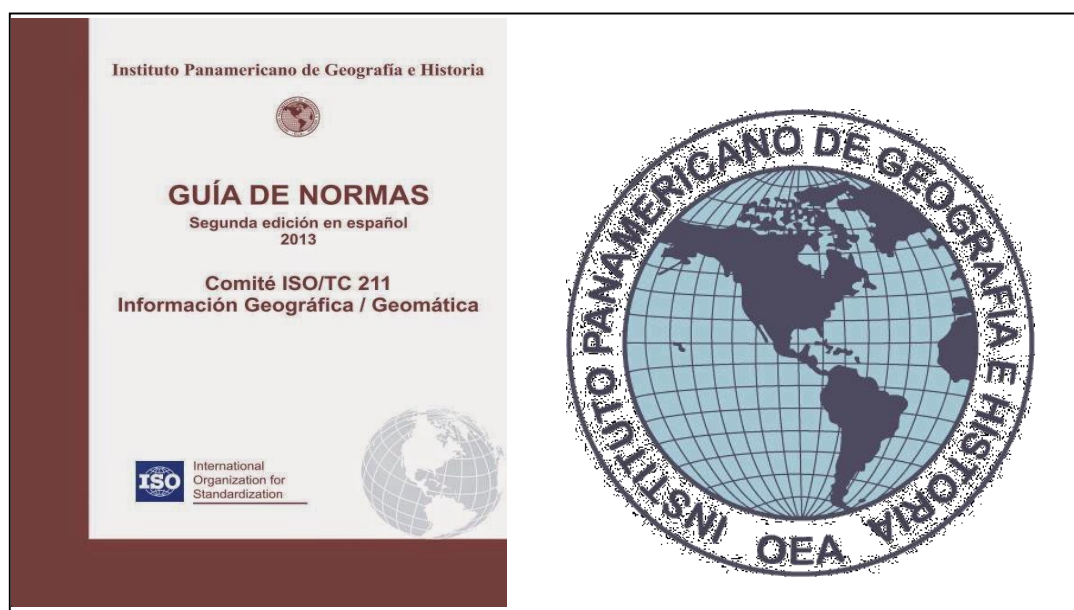 Instituto Panamericano de Geografía e Historia
GUÍA DE NORMAS
Segunda edición en español
2013
Comité ISO/TC 211
Información Geográfica / Geomática
ISO
International
Organization for
Standardization
INSTITUTO PANAMERICANO DE GEOGRAFIA E HISTORIA
OEA